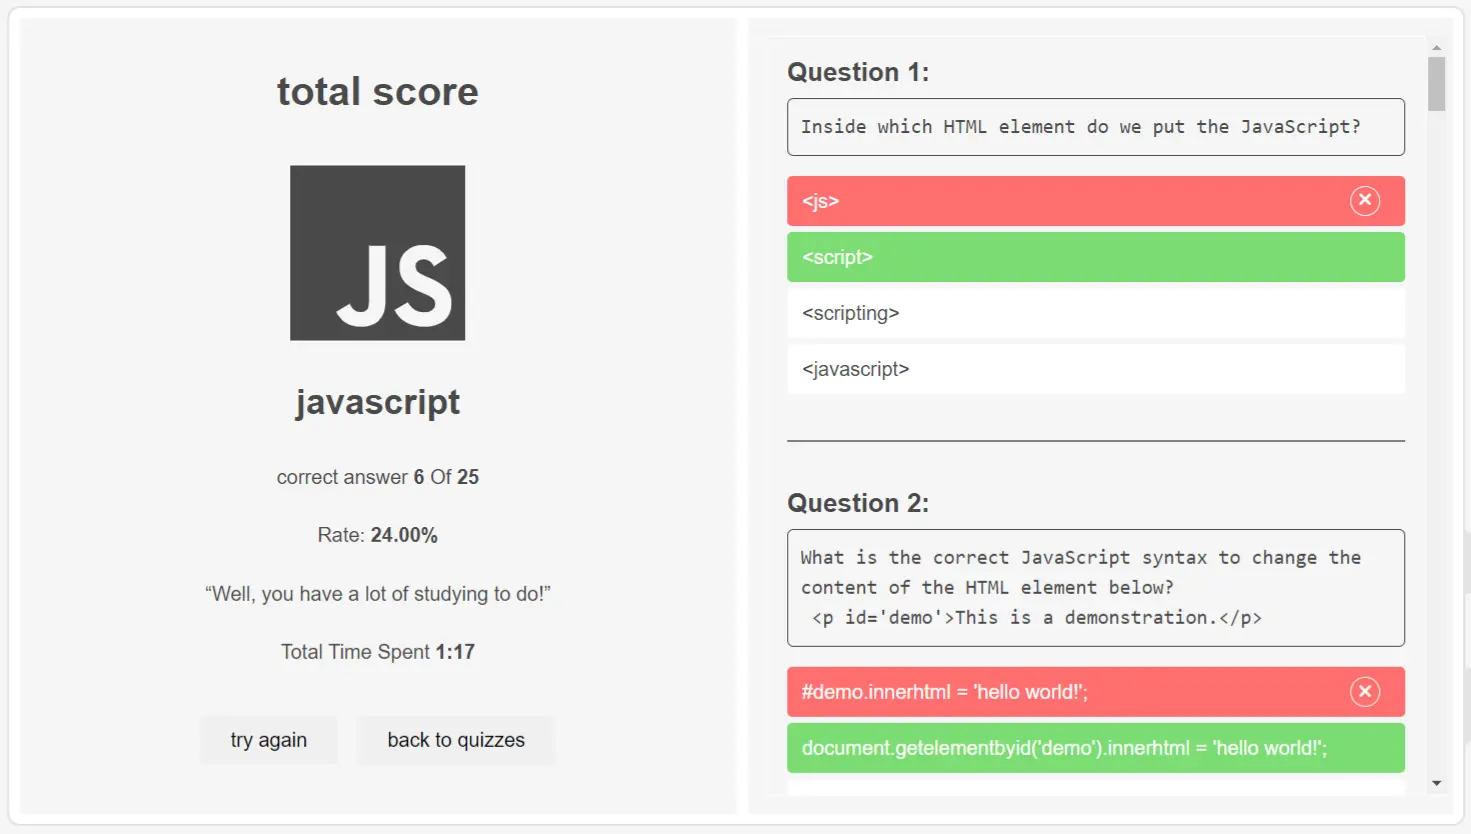 total score
JS
javascript
correct answer 6 Of 25
Rate: 24.00%
“Well, you have a lot of studying to do!”
Total Time Spent 1:17
try again
back to quizzes
Question 1:
Inside which HTML element do we put the JavaScript?
<js>
<script>
<scripting>
<javascript>
Question 2:
What is the correct JavaScript syntax to change the
content of the HTML element below?
<p id='demo'>This is a demonstration.</p>
#demo.innerhtml = 'hello world!';
document.getelementbyid('demo').innerhtml = 'hello world!';